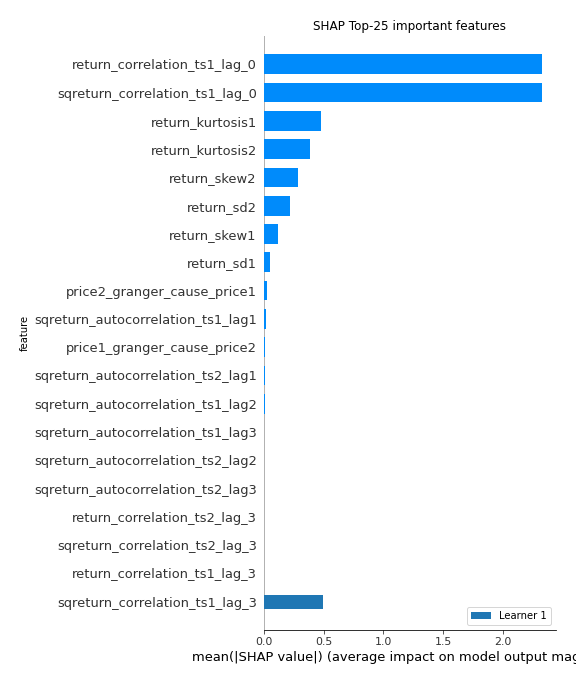 SHAP Top-25 important features
return_correlation_ts1_lag_0
sqreturn_correlation_ts1_lag_0
return_kurtosis1
return_kurtosis2
return_skew2
return_sd2
return_skew1
return_sd1
price2_granger_cause_price1
sqreturn_autocorrelation_ts1_lag1
price1_granger_cause_price2
sqreturn_autocorrelation_ts2_lag1
sqreturn_autocorrelation_ts1_lag2
sqreturn_autocorrelation_ts1_lag3
sqreturn_autocorrelation_ts2_lag2
sqreturn_autocorrelation_ts2_lag3
return_correlation_ts2_lag_3
sqreturn_correlation_ts2_lag_3
return_correlation_ts1_lag_3
sqreturn_correlation_ts1_lag_3
feature
Learner 1
0.0 0.5 1.0 1.5 2.0
mean(|SHAP value|) (average impact on model output mag